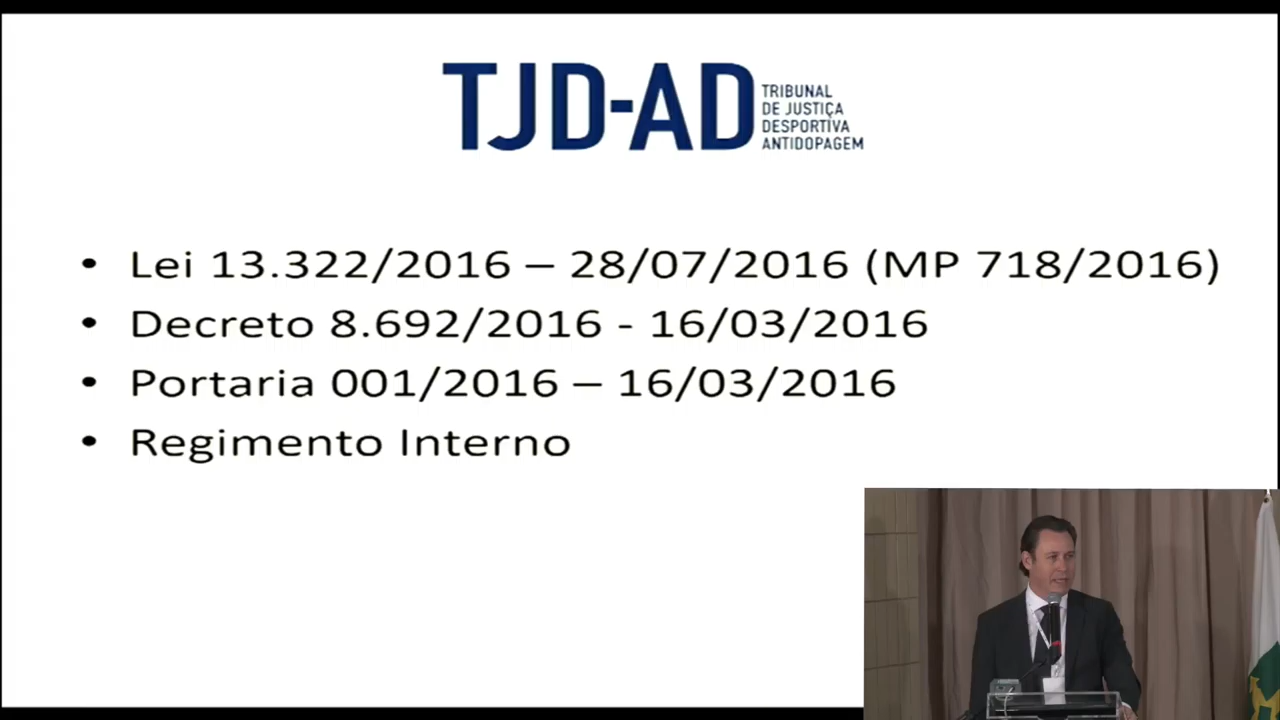 TJD-AD
TRIBUNAL
DE JUSTIÇA
DESPORTIVA
ANTIDOPAGEM
• Lei 13.322/2016 – 28/07/2016 (MP 718/2016)
• Decreto 8.692/2016 - 16/03/2016
• Portaria 001/2016 – 16/03/2016
• Regimento Interno